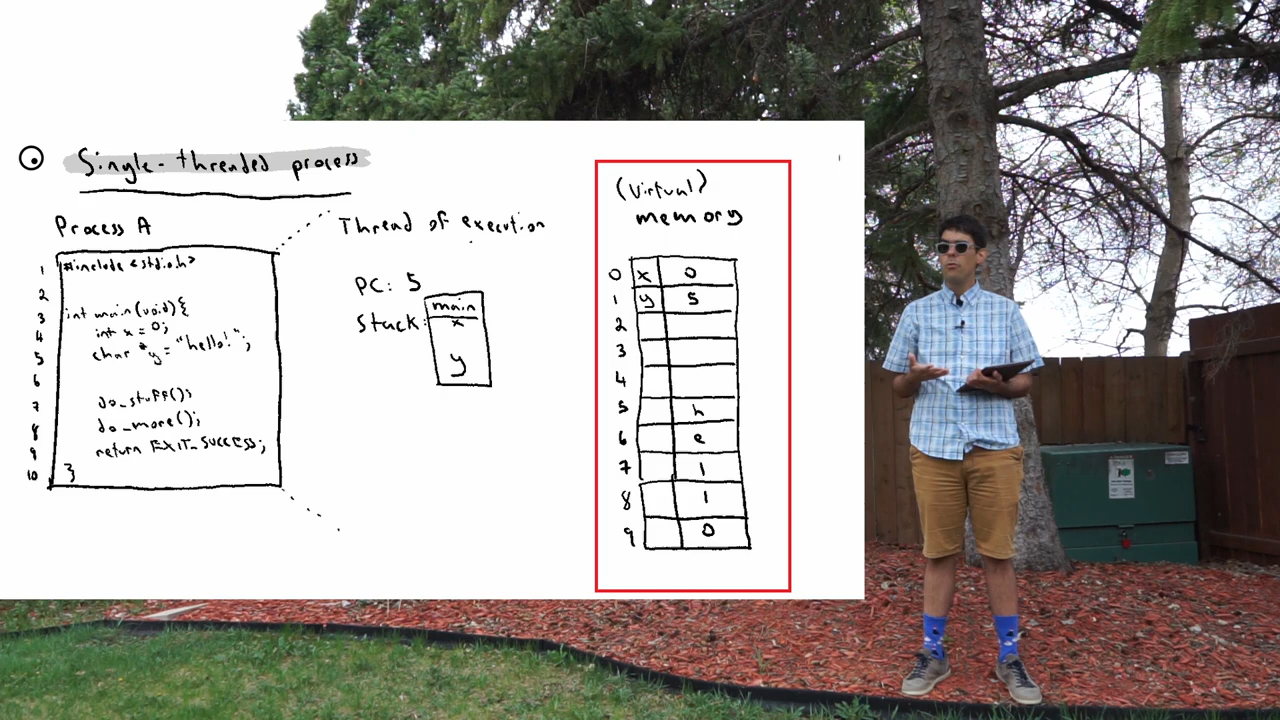 Single-threaded process
Process A
1 #include <stdio.h>
2
3 int main(void){
4 int x = 0;
5 char *y = "hello!";
6
7 do_stuff();
8 do_more();
9 return EXIT_SUCCESS;
10 }
Thread of execution
PC: 5
Stack:
main
x
y
(Virtual)
memory
0 x 0
1 y 5
2
3
4
5 h
6 e
7 l
8 l
9 0